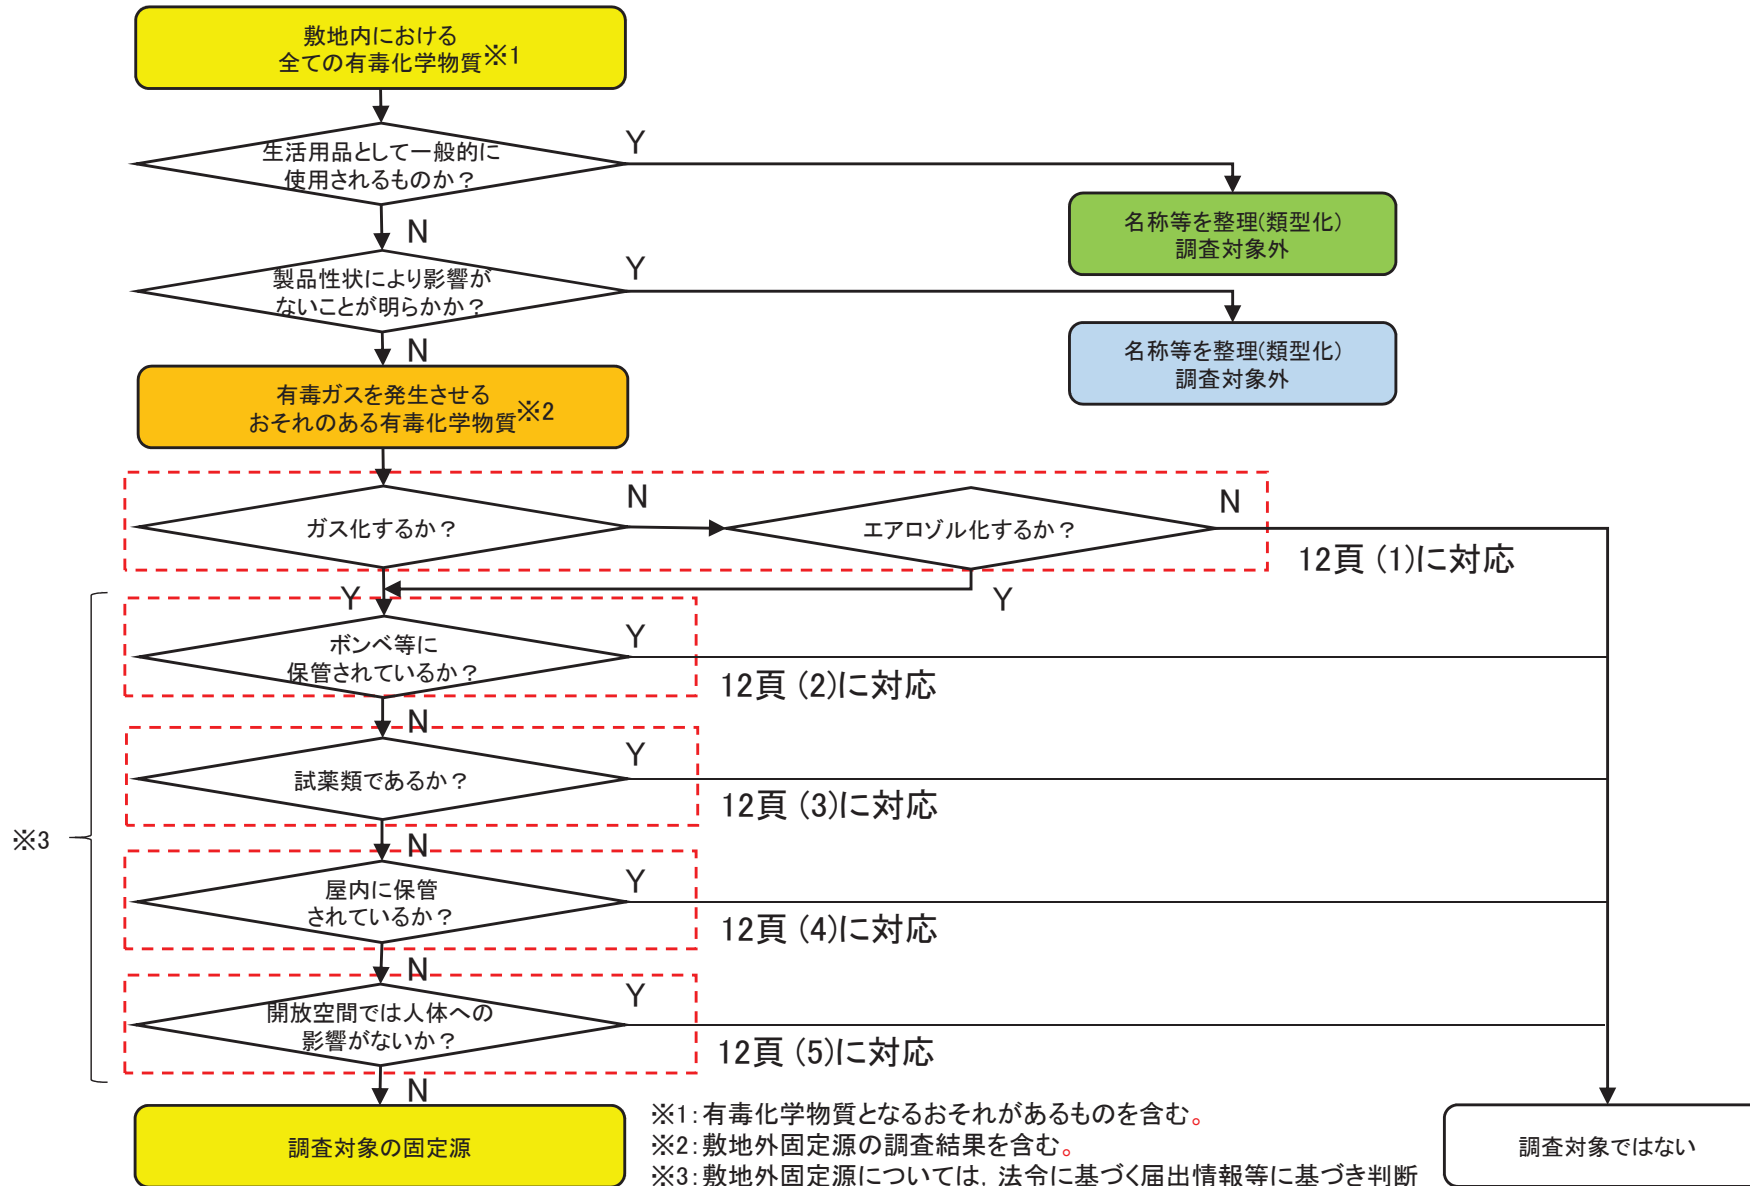 敷地内における
全ての有毒化学物質※1
生活用品として一般的に
使用されるものか？
Y
N
名称等を整理(類型化)
調査対象外
製品性状により影響が
ないことが明らかか？
Y
N
名称等を整理(類型化)
調査対象外
有毒ガスを発生させる
おそれのある有毒化学物質※2
ガス化するか？
N
エアロゾル化するか？
N
12頁 (1)に対応
Y
Y
ボンベ等に
保管されているか？
Y
12頁 (2)に対応
N
試薬類であるか？
Y
12頁 (3)に対応
※3
N
屋内に保管
されているか？
Y
12頁 (4)に対応
N
開放空間では人体への
影響がないか？
Y
12頁 (5)に対応
N
調査対象の固定源
※1：有毒化学物質となるおそれがあるものを含む。
※2：敷地外固定源の調査結果を含む。
※3：敷地外固定源については，法令に基づく届出情報等に基づき判断
調査対象ではない